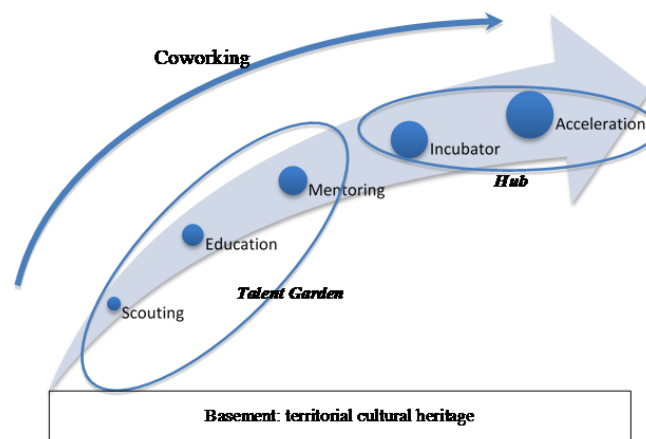 Coworking
Acceleration
Incubator
Hub
Mentoring
Education
Talent Garden
Scouting
Basement: territorial cultural heritage